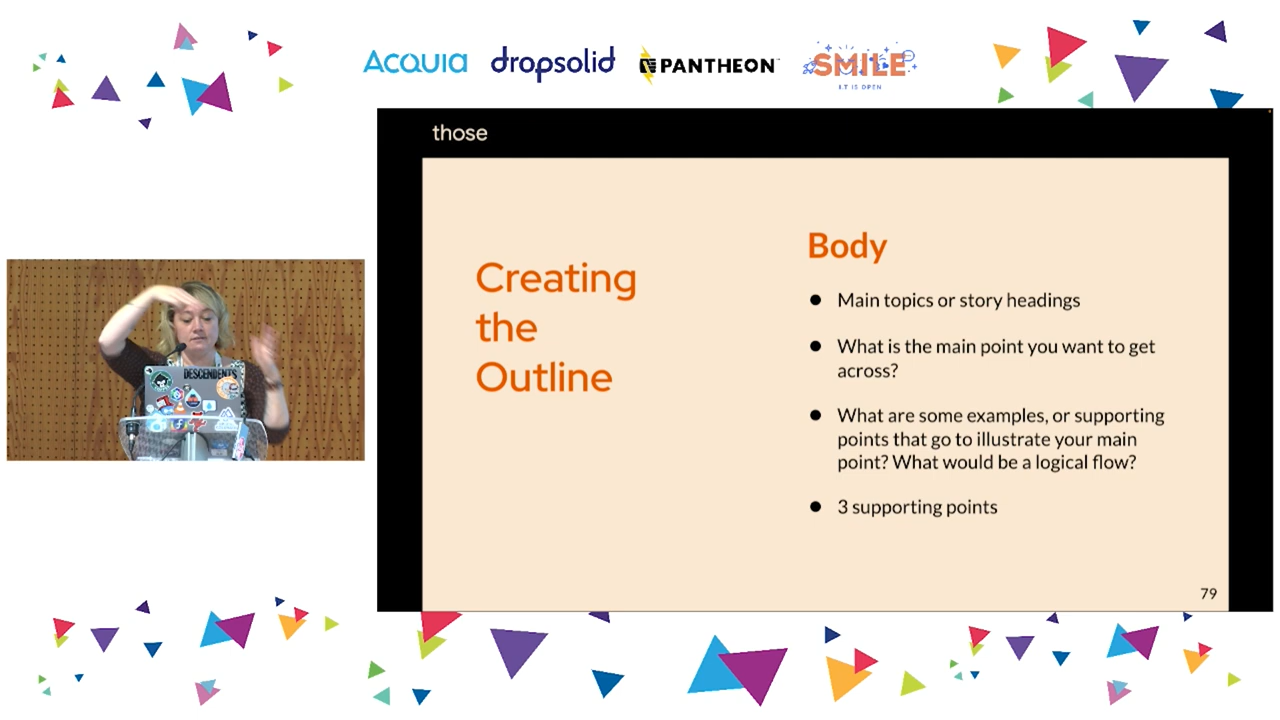 ACQUIA dropsolid PANTHEON SMILE
I.T IS OPEN
those
Creating
the
Outline
Body
● Main topics or story headings
● What is the main point you want to get
across?
● What are some examples, or supporting
points that go to illustrate your main
point? What would be a logical flow?
● 3 supporting points
79
DESCENDENTS